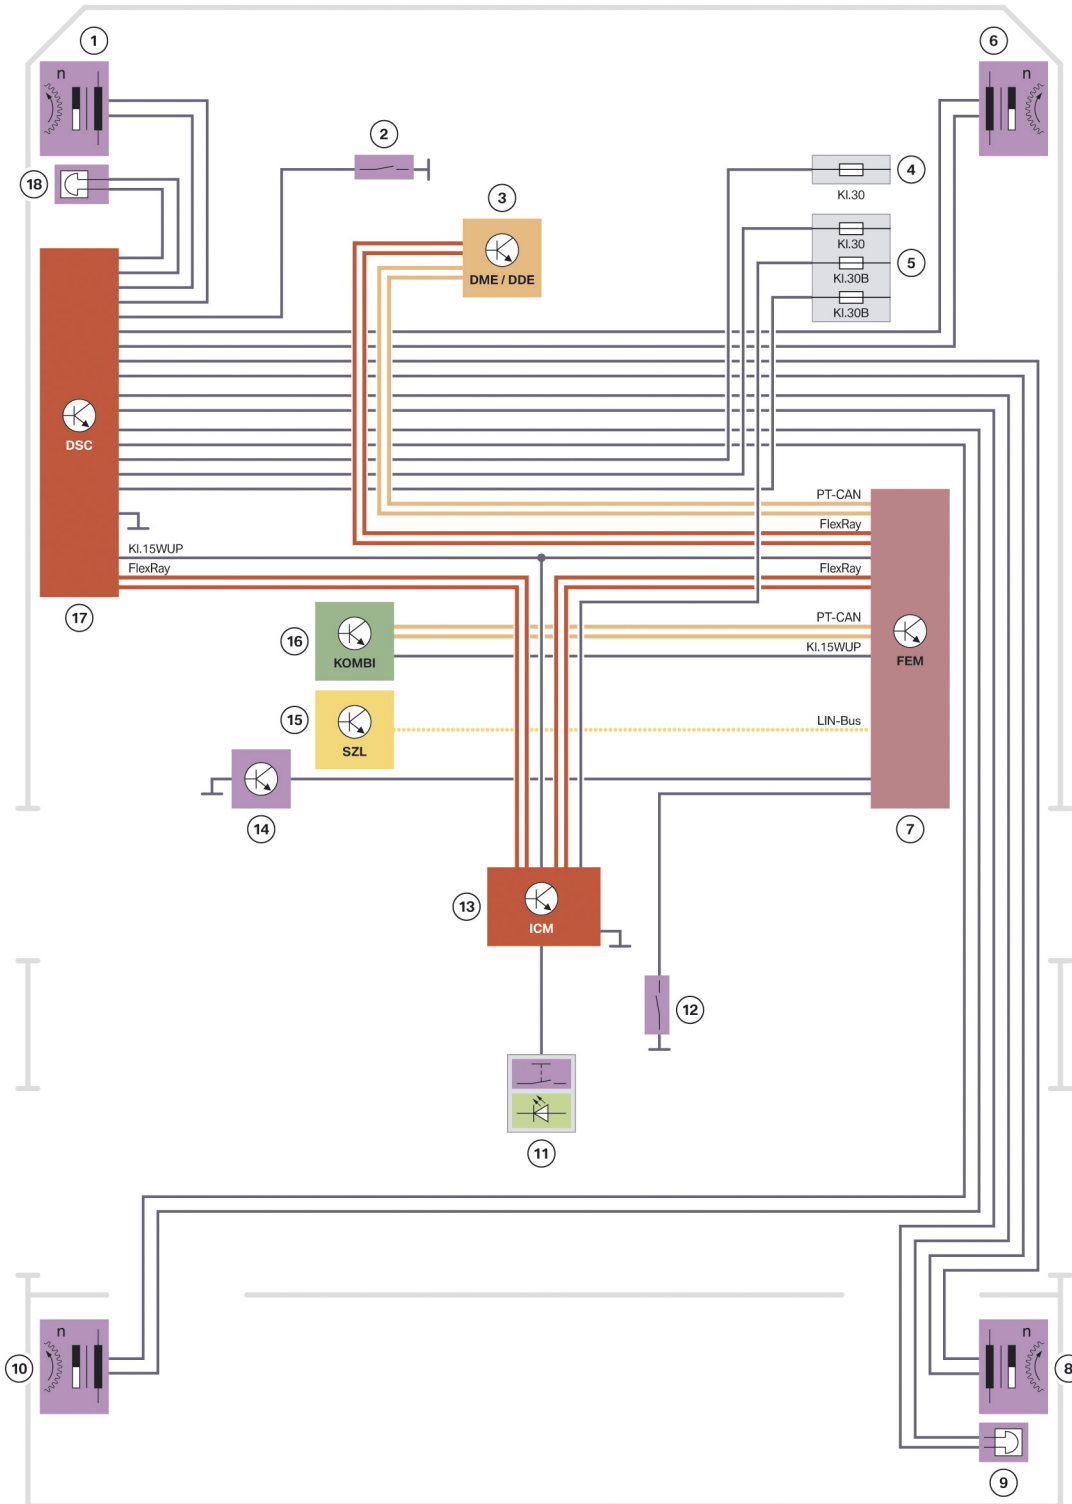 1
6
n
n
2
4
18
Kl.30
3
Kl.30
5
DME / DDE
Kl.30B
Kl.30B
DSC
PT-CAN
FlexRay
Kl.15WUP
FlexRay
FlexRay
17
PT-CAN
16
KOMBI
Kl.15WUP
FEM
15
SZL
LIN-Bus
14
7
13
ICM
12
11
n
n
10
8
9